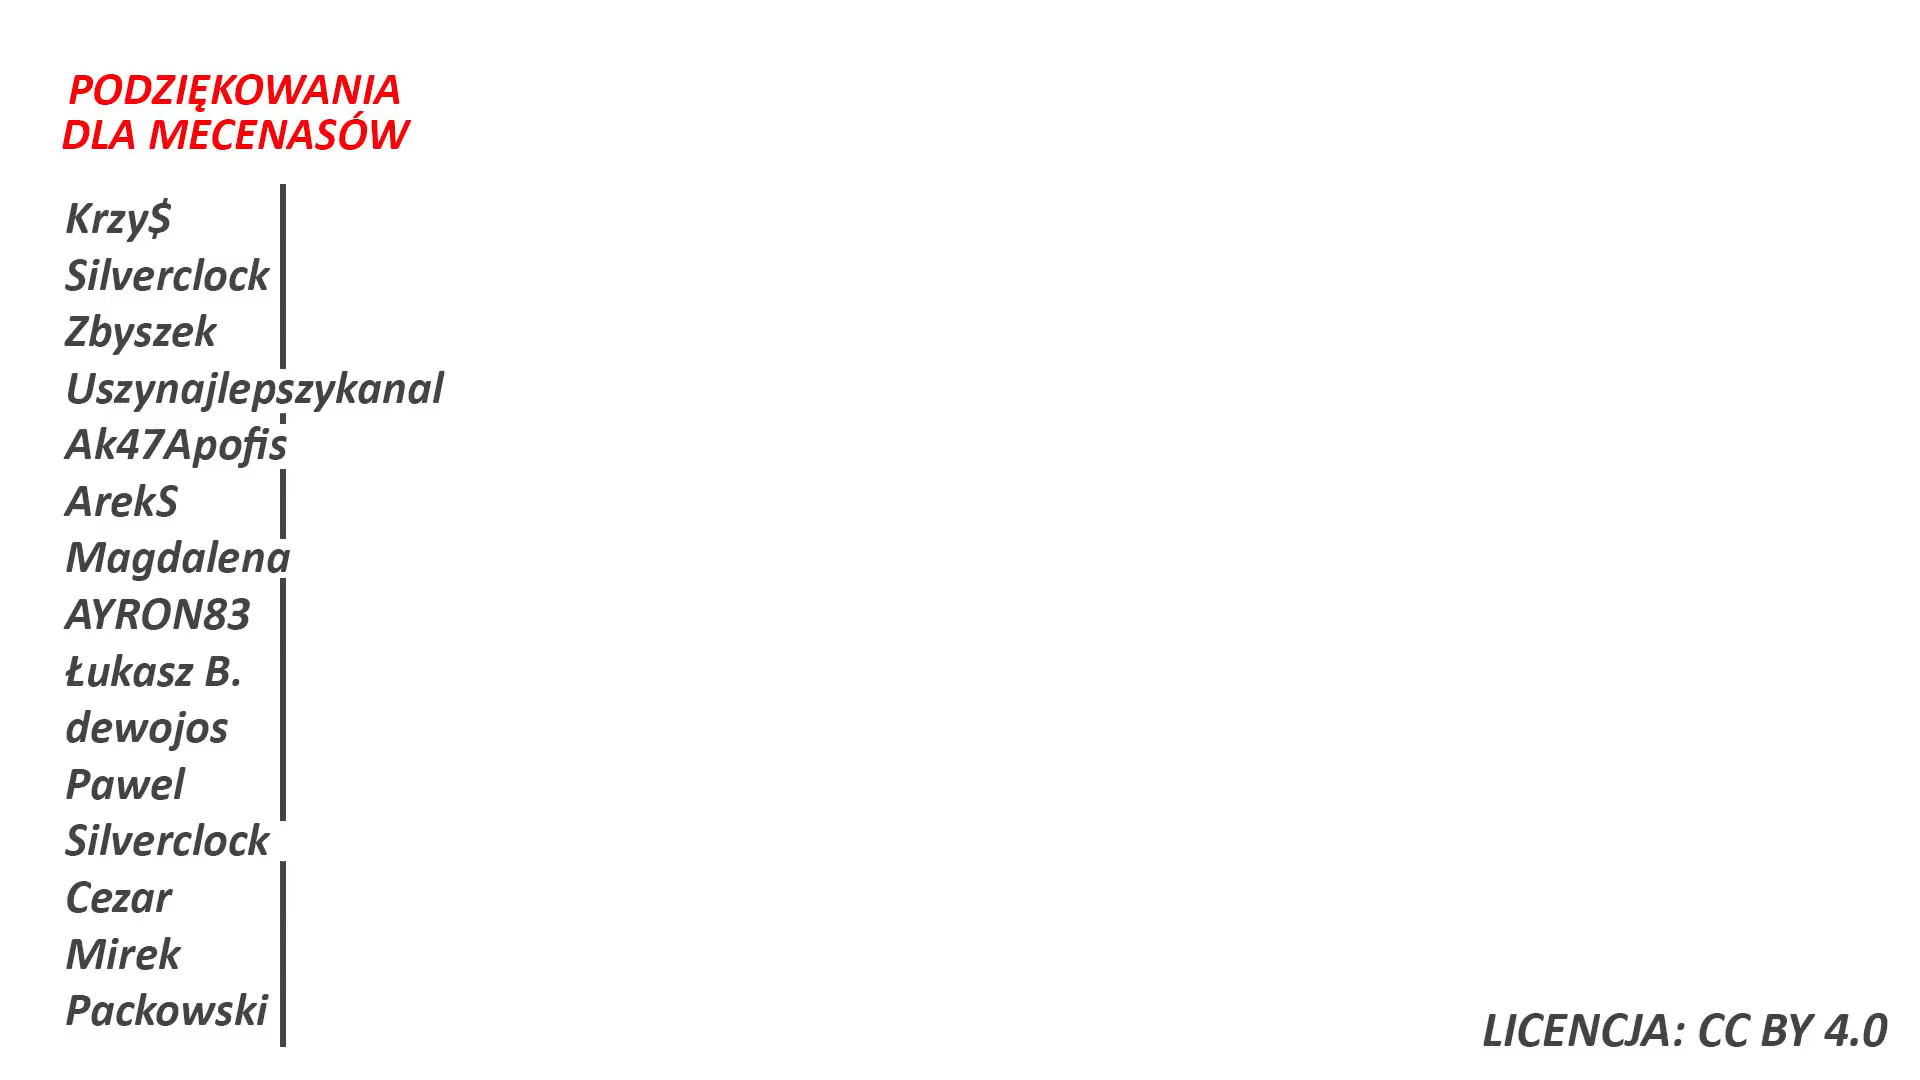 PODZIĘKOWANIA
DLA MECENASÓW
Krzy$
Silverclock
Zbyszek
Uszynajlepszykanal
Ak47Apofis
ArekS
Magdalena
AYRON83
Łukasz B.
dewojos
Pawel
Silverclock
Cezar
Mirek
Packowski
LICENCJA: CC BY 4.0